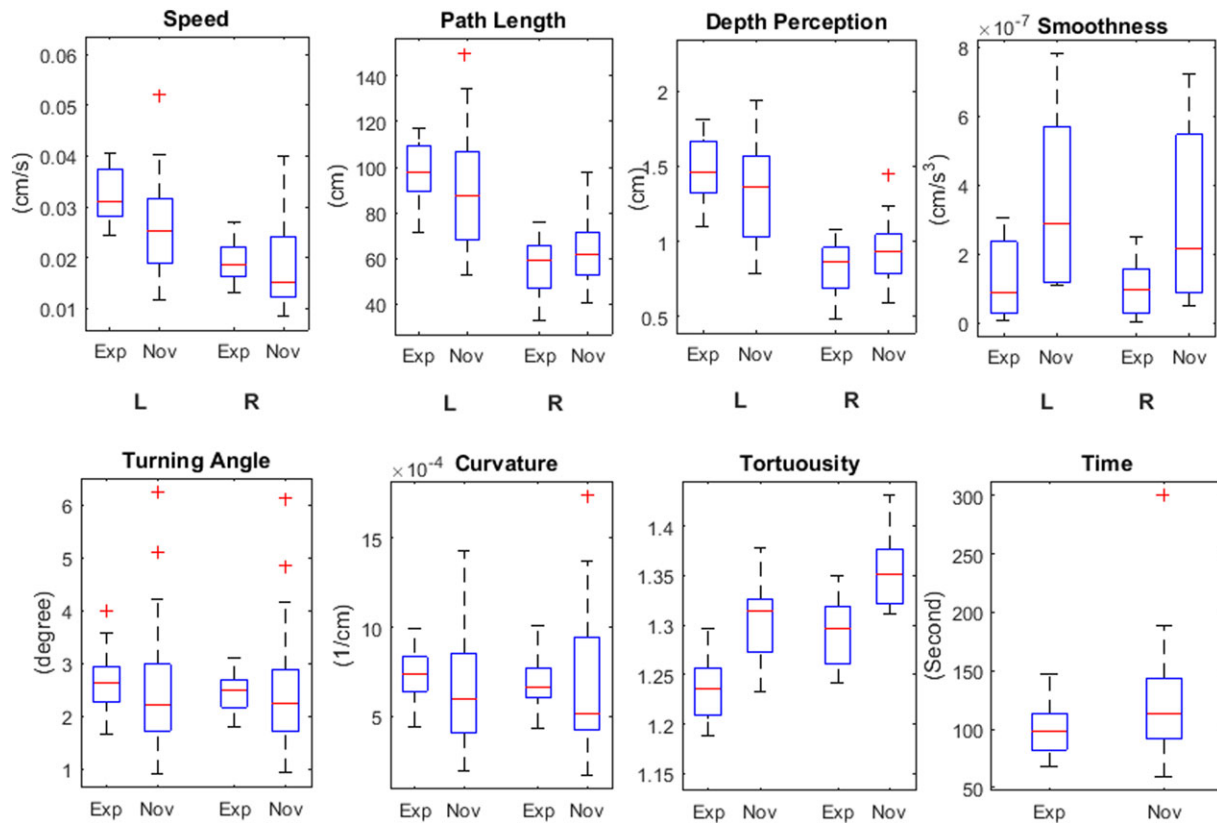 Speed
Path Length
Depth Perception
×10⁻⁷ Smoothness
0.06
0.05
0.04
0.03
0.02
0.01
(cm/s)
140
120
100
80
60
40
(cm)
2
1.5
1
0.5
(cm)
8
6
4
2
0
(cm/s³)
Exp Nov Exp Nov
Exp Nov Exp Nov
Exp Nov Exp Nov
Exp Nov Exp Nov
L R
L R
L R
L R
Turning Angle
×10⁻⁴ Curvature
Tortuousity
Time
6
5
4
3
2
1
(degree)
15
10
5
(1/cm)
1.4
1.35
1.3
1.25
1.2
1.15
300
250
200
150
100
50
(Second)
Exp Nov Exp Nov
Exp Nov Exp Nov
Exp Nov Exp Nov
Exp Nov